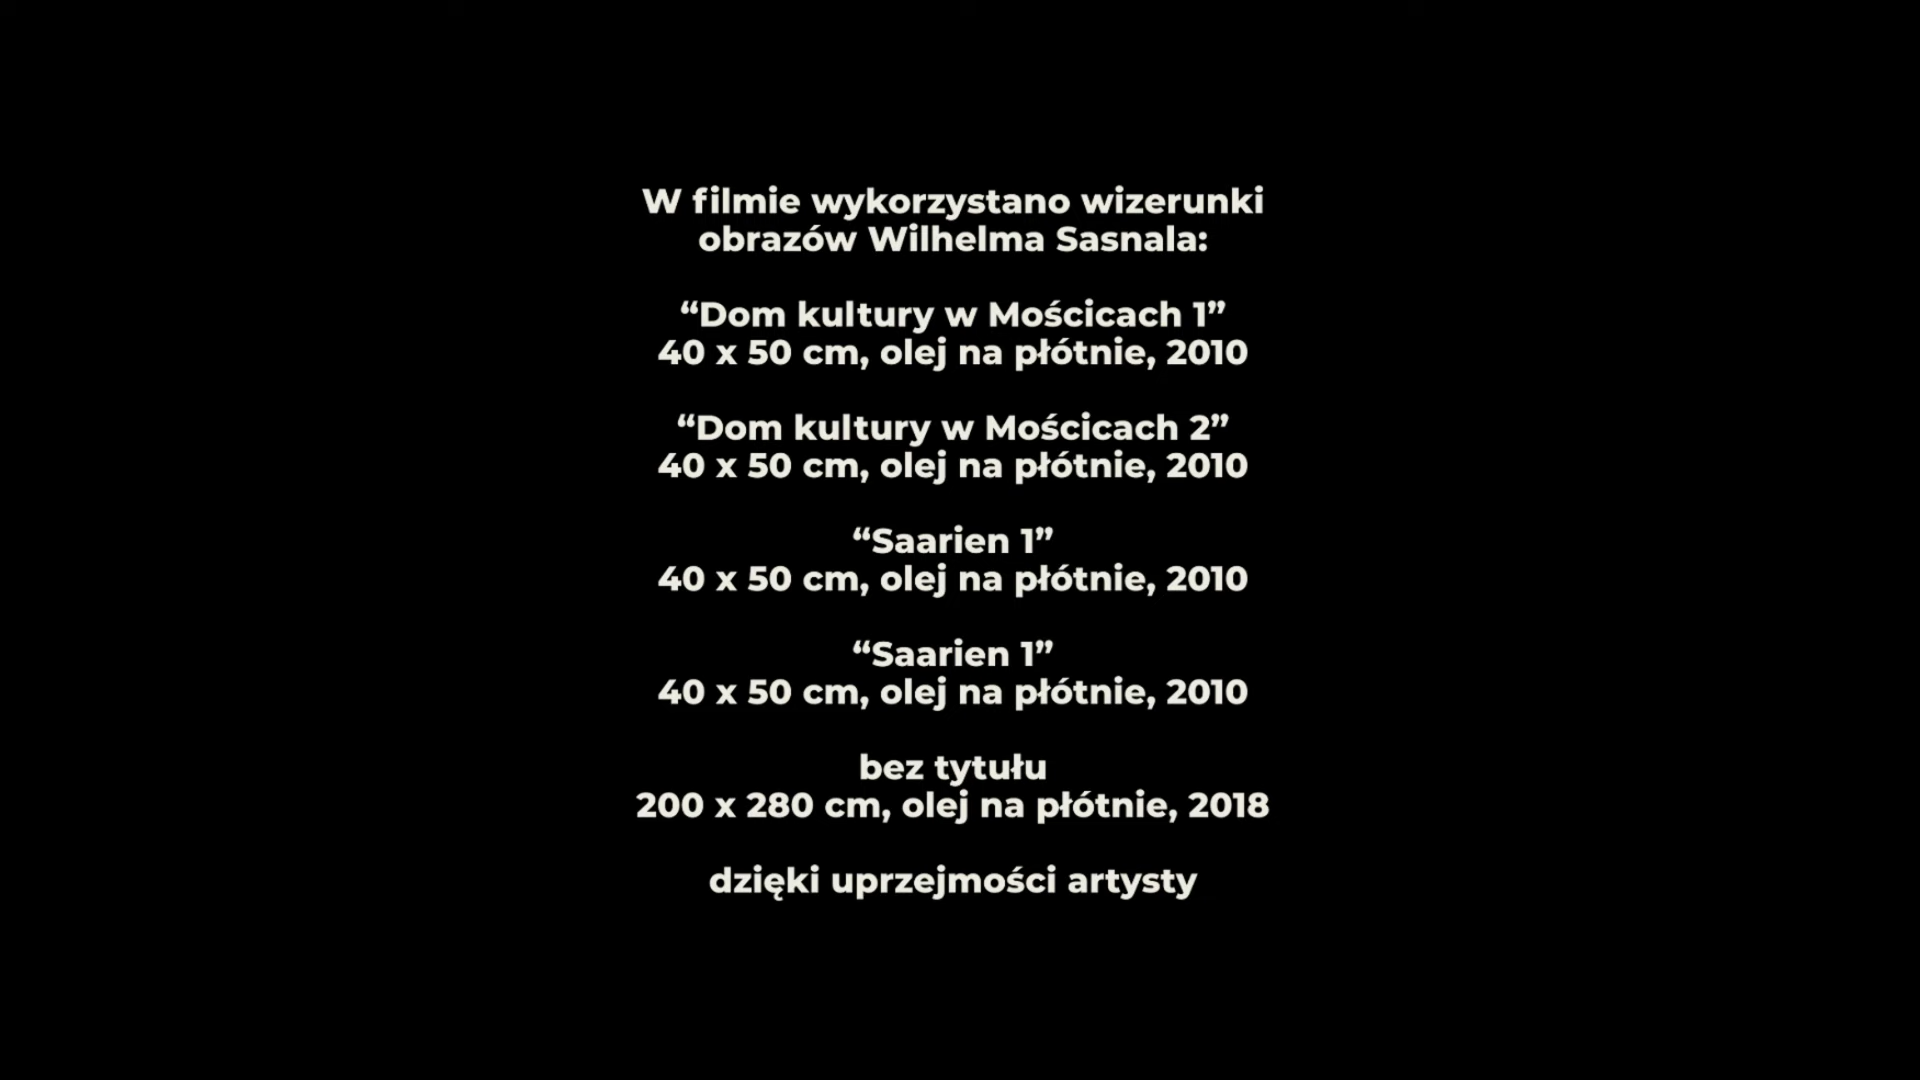 W filmie wykorzystano wizerunki
obrazów Wilhelma Sasnala:
“Dom kultury w Mościcach 1”
40 x 50 cm, olej na płótnie, 2010
“Dom kultury w Mościcach 2”
40 x 50 cm, olej na płótnie, 2010
“Saarien 1”
40 x 50 cm, olej na płótnie, 2010
“Saarien 1”
40 x 50 cm, olej na płótnie, 2010
bez tytułu
200 x 280 cm, olej na płótnie, 2018
dzięki uprzejmości artysty